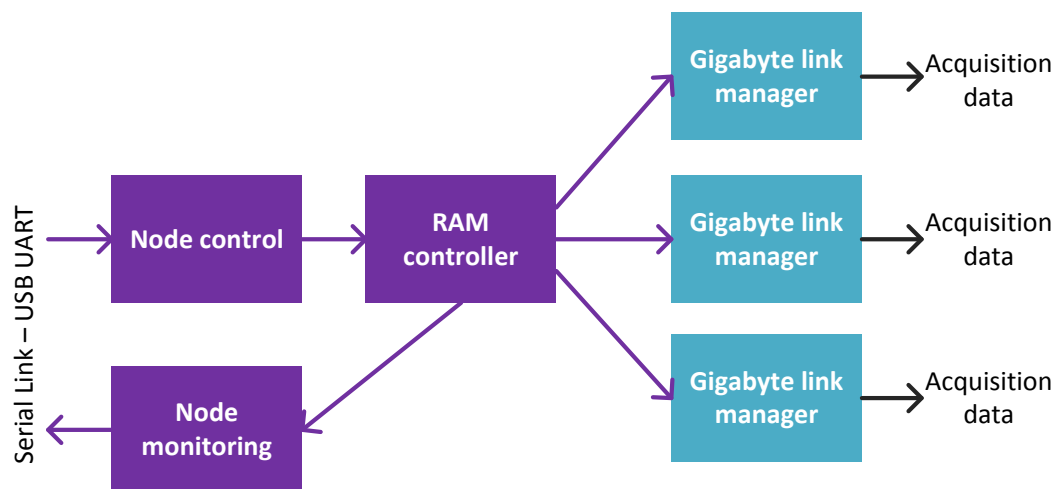 Gigabyte link
manager
Acquisition
data
Serial Link – USB UART
Node control
RAM
controller
Gigabyte link
manager
Acquisition
data
Node
monitoring
Gigabyte link
manager
Acquisition
data